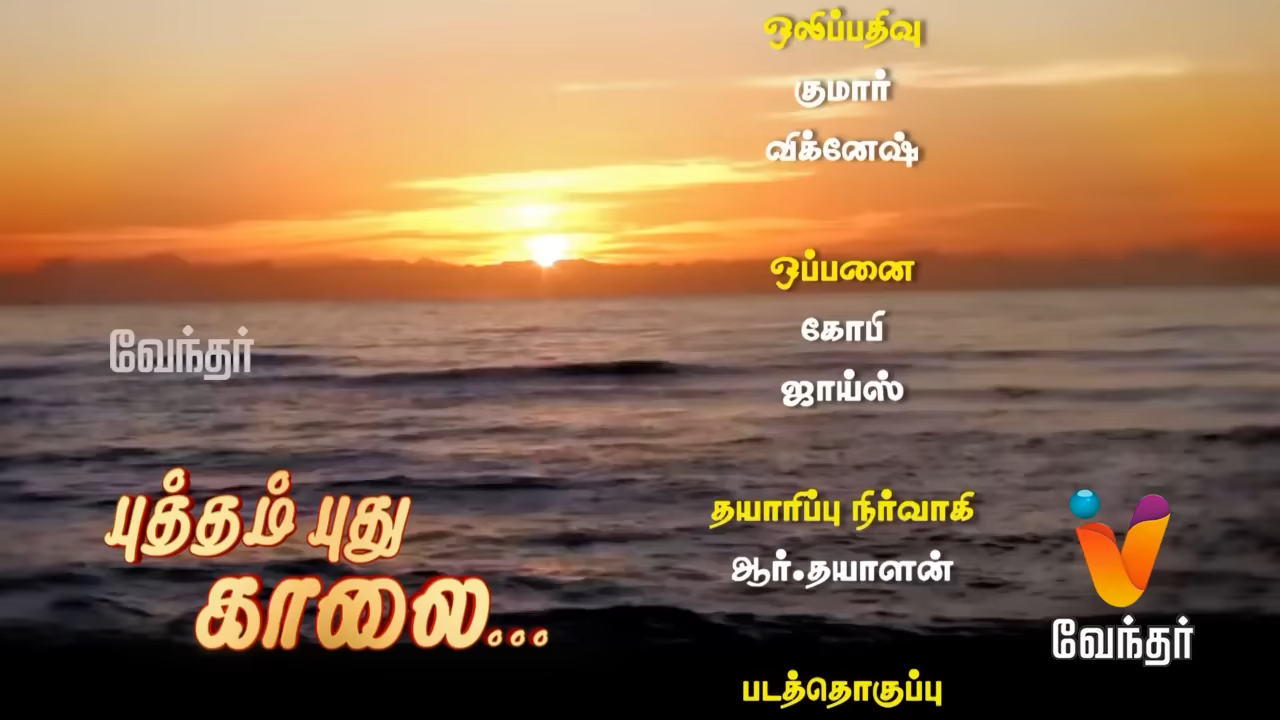 ஒலிப்பதிவு
குமார்
விக்னேஷ்
ஒப்பனை
கோபி
ஜாய்ஸ்
வேந்தர்
புத்தம் புது
காலை...
தயாரிப்பு நிர்வாகி
ஆர்.தயாளன்
வேந்தர்
படத்தொகுப்பு